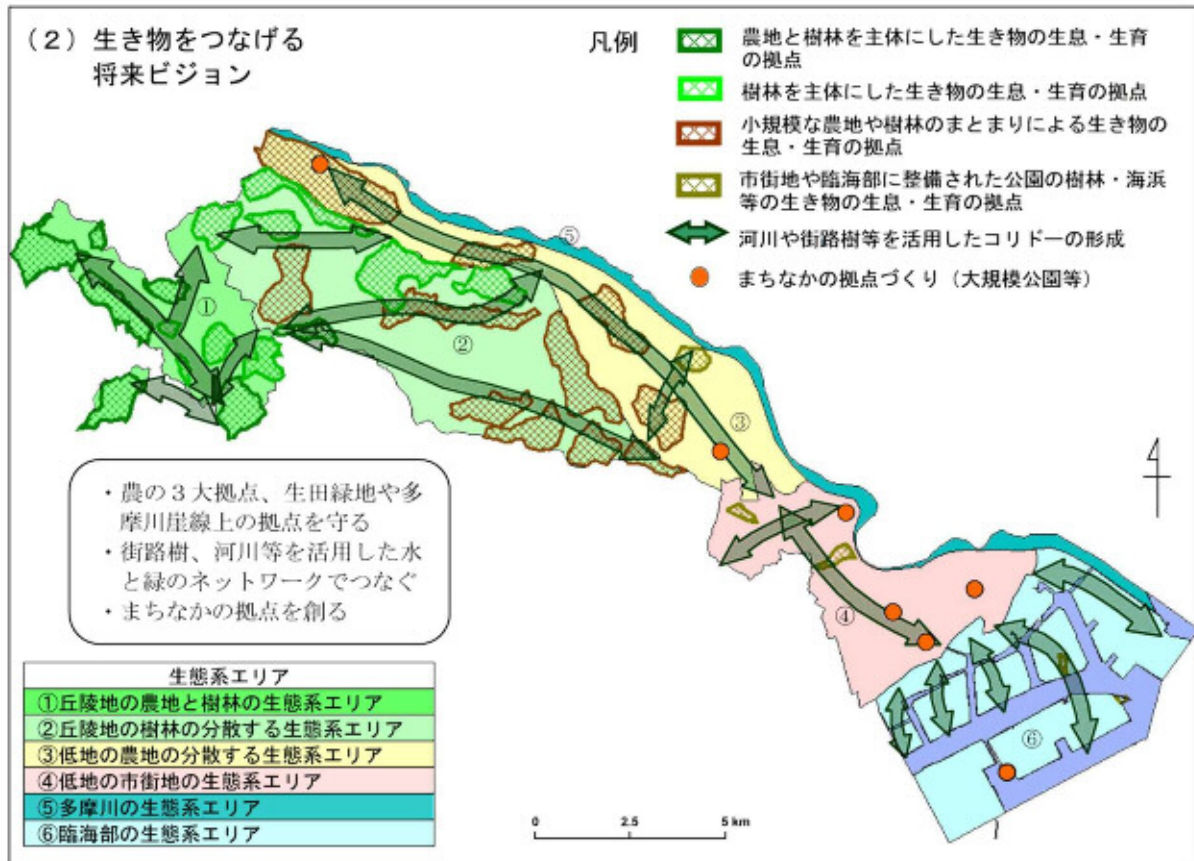 (2) 生き物をつなげる
将来ビジョン
凡例
農地と樹林を主体にした生き物の生息・生育
の拠点
樹林を主体にした生き物の生息・生育の拠点
小規模な農地や樹林のまとまりによる生き物の
生息・生育の拠点
市街地や臨海部に整備された公園の樹林・海浜
等の生き物の生息・生育の拠点
河川や街路樹等を活用したコリドーの形成
まちなかの拠点づくり(大規模公園等)
⑤
①
②
③
④
⑥
・農の3大拠点、生田緑地や多
摩川崖線上の拠点を守る
・街路樹、河川等を活用した水
と緑のネットワークでつなぐ
・まちなかの拠点を創る
生態系エリア
①丘陵地の農地と樹林の生態系エリア
②丘陵地の樹林の分散する生態系エリア
③低地の農地の分散する生態系エリア
④低地の市街地の生態系エリア
⑤多摩川の生態系エリア
⑥臨海部の生態系エリア
0 2.5 5 km